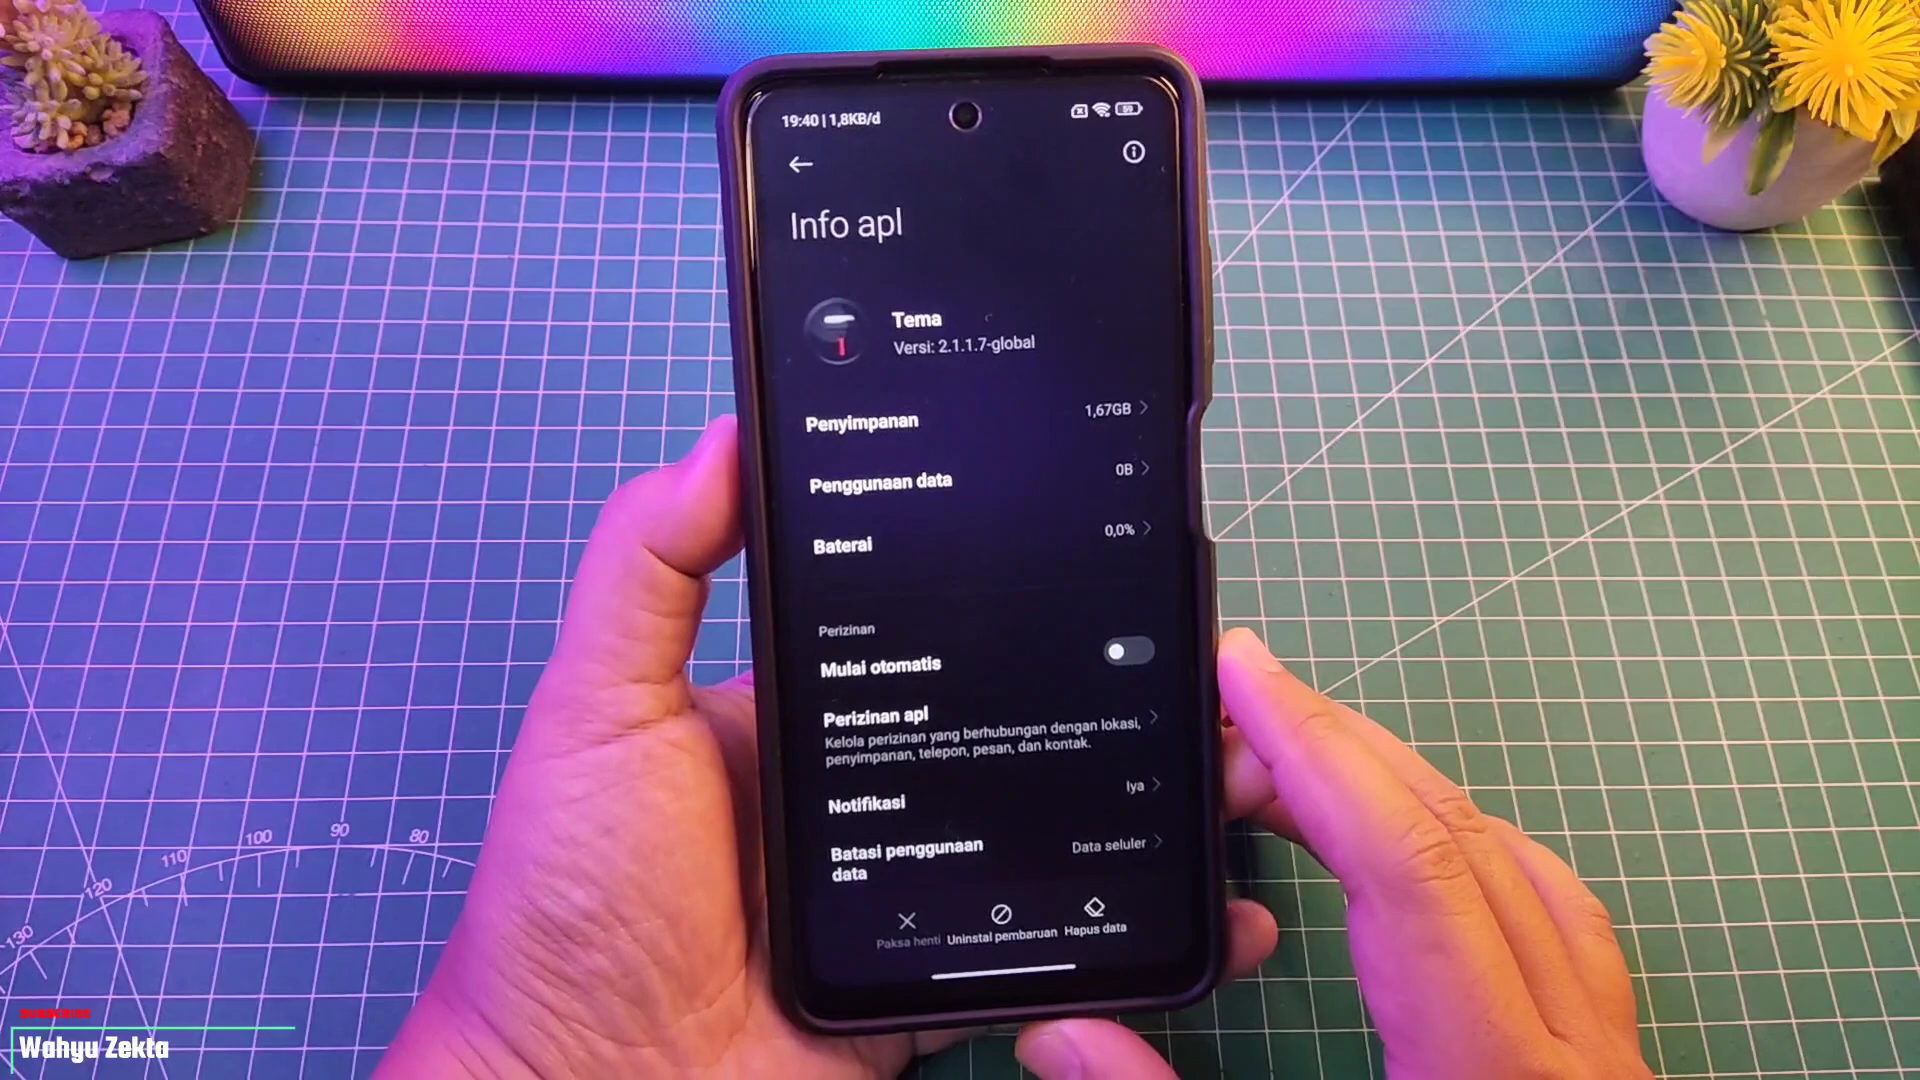 19:40 | 1,8KB/d
59
Info apl
Tema
Versi: 2.1.1.7-global
Penyimpanan 1,67GB
Penggunaan data 0B
Baterai 0,0%
Perizinan
Mulai otomatis
Perizinan apl
Kelola perizinan yang berhubungan dengan lokasi,
penyimpanan, telepon, pesan, dan kontak.
Notifikasi Iya
Batasi penggunaan
data
Data seluler
Paksa henti Uninstal pembaruan Hapus data
130
120
110
100
90
80
SUBSCRIBE
Wahyu Zekta